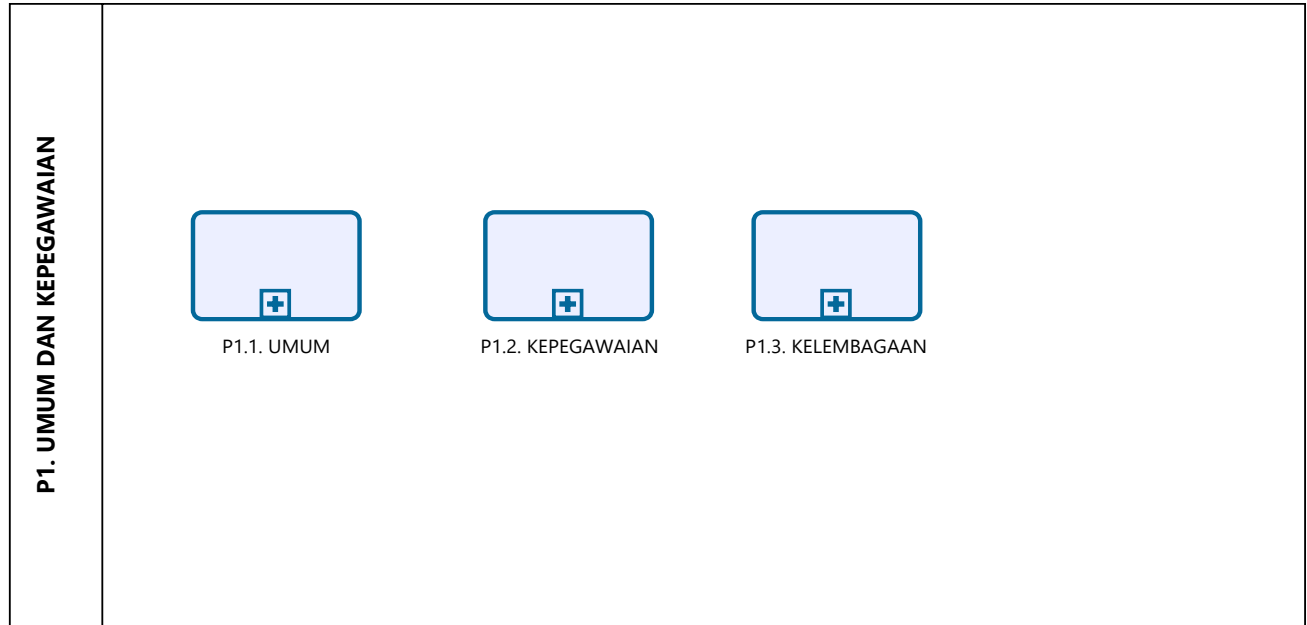 P1. UMUM DAN KEPEGAWAIAN
P1.1. UMUM
P1.2. KEPEGAWAIAN
P1.3. KELEMBAGAAN